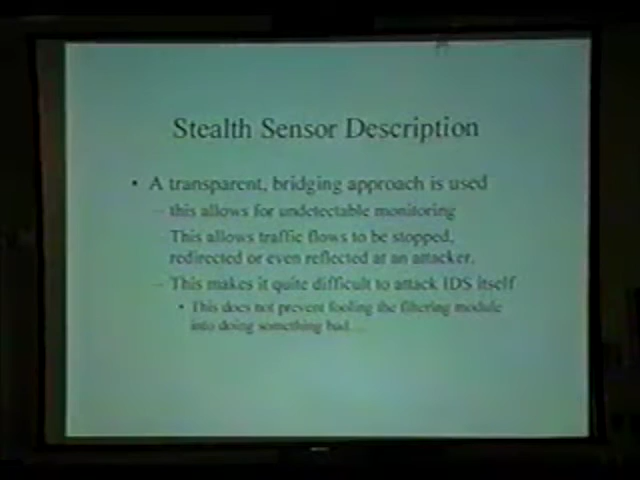 Stealth Sensor Description
• A transparent, bridging approach is used
– this allows for undetectable monitoring
This allows traffic flows to be stopped,
redirected or even reflected at an attacker.
– This makes it quite difficult to attack IDS itself
• This does not prevent fooling the filtering module
into doing something bad...